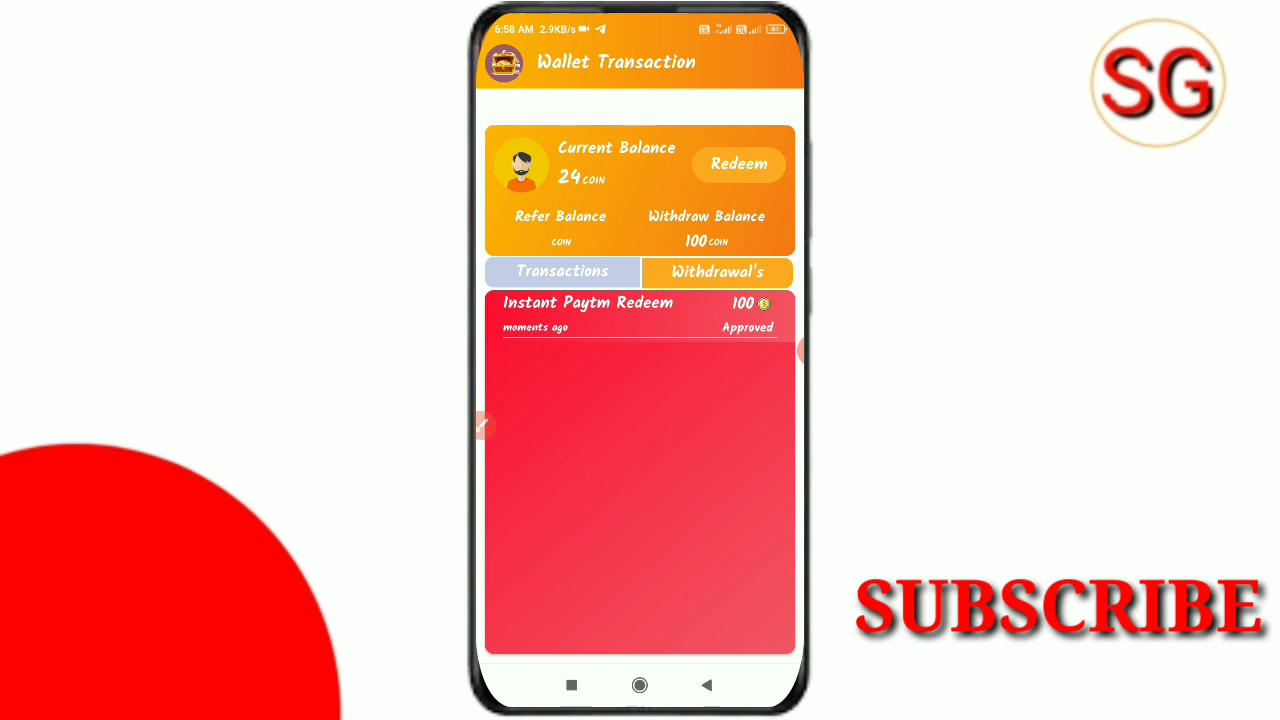 6:58 AM 2.9KB/s
Wallet Transaction
SG
Current Balance
24 COIN
Redeem
Refer Balance
Withdraw Balance
COIN
100 COIN
Transactions
Withdrawal's
Instant Paytm Redeem
100
moments ago
Approved
SUBSCRIBE